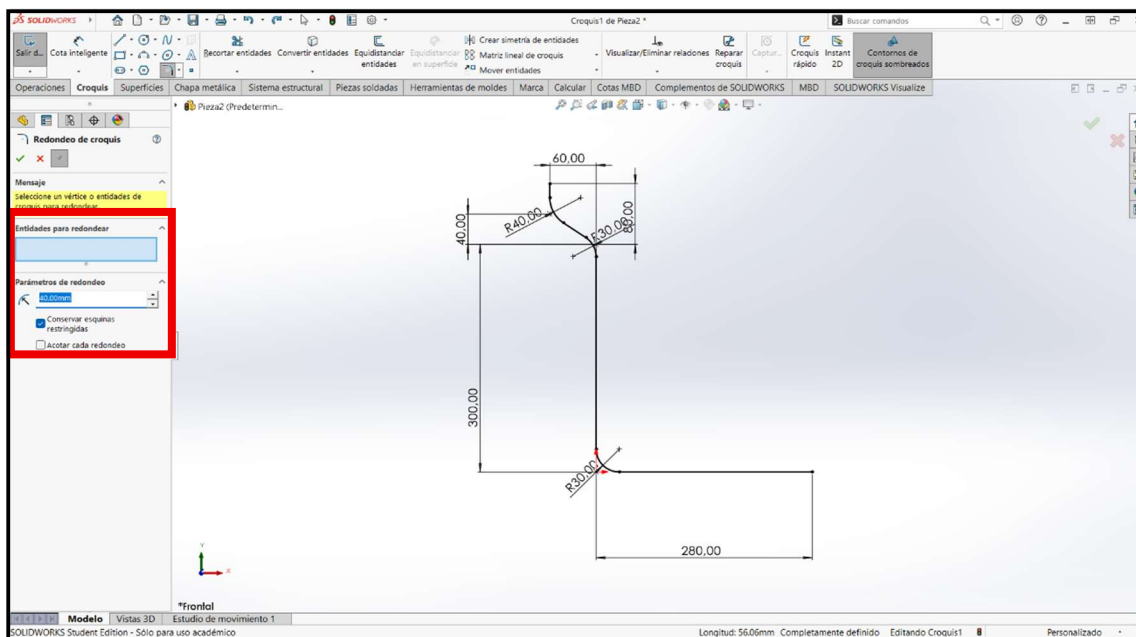 SOLIDWORKS
Croquis1 de Pieza2 *
Buscar comandos
Salir d...
Cota inteligente
Recortar entidades
Convertir entidades
Equidistanciar entidades
Equidistanciar en superficie
Crear simetría de entidades
Matriz lineal de croquis
Mover entidades
Visualizar/Eliminar relaciones
Reparar croquis
Captur...
Croquis rápido
Instant 2D
Contornos de croquis sombreados
Operaciones
Croquis
Superficies
Chapa metálica
Sistema estructural
Piezas soldadas
Herramientas de moldes
Marca
Calcular
Cotas MBD
Complementos de SOLIDWORKS
MBD
SOLIDWORKS Visualize
Pieza2 (Predetermin...
Redondeo de croquis
Mensaje
Seleccione un vértice o entidades de
croquis para redondear
Entidades para redondear
Parámetros de redondeo
40.00mm
Conservar esquinas
restringidas
Acotar cada redondeo
60,00
40,00
R40,00
R30,00
80,00
300,00
R30,00
280,00
Y
X
*Frontal
Modelo
Vistas 3D
Estudio de movimiento 1
SOLIDWORKS Student Edition - Sólo para uso académico
Longitud: 56.06mm
Completamente definido
Editando Croquis1
Personalizado